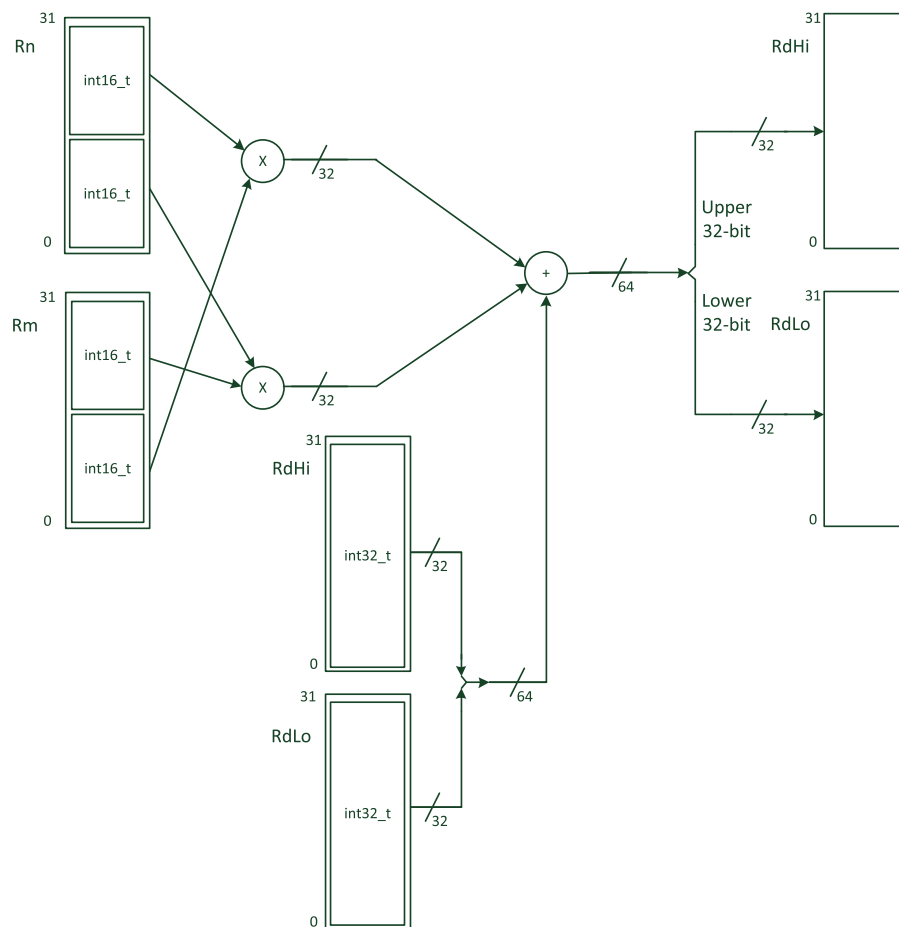 31
Rn
int16_t
int16_t
0
31
Rm
int16_t
int16_t
0
X
32
X
32
31
RdHi
int32_t
32
0
31
RdLo
int32_t
32
0
64
+
64
Upper
32-bit
Lower
32-bit
32
32
31
RdHi
0
31
RdLo
0